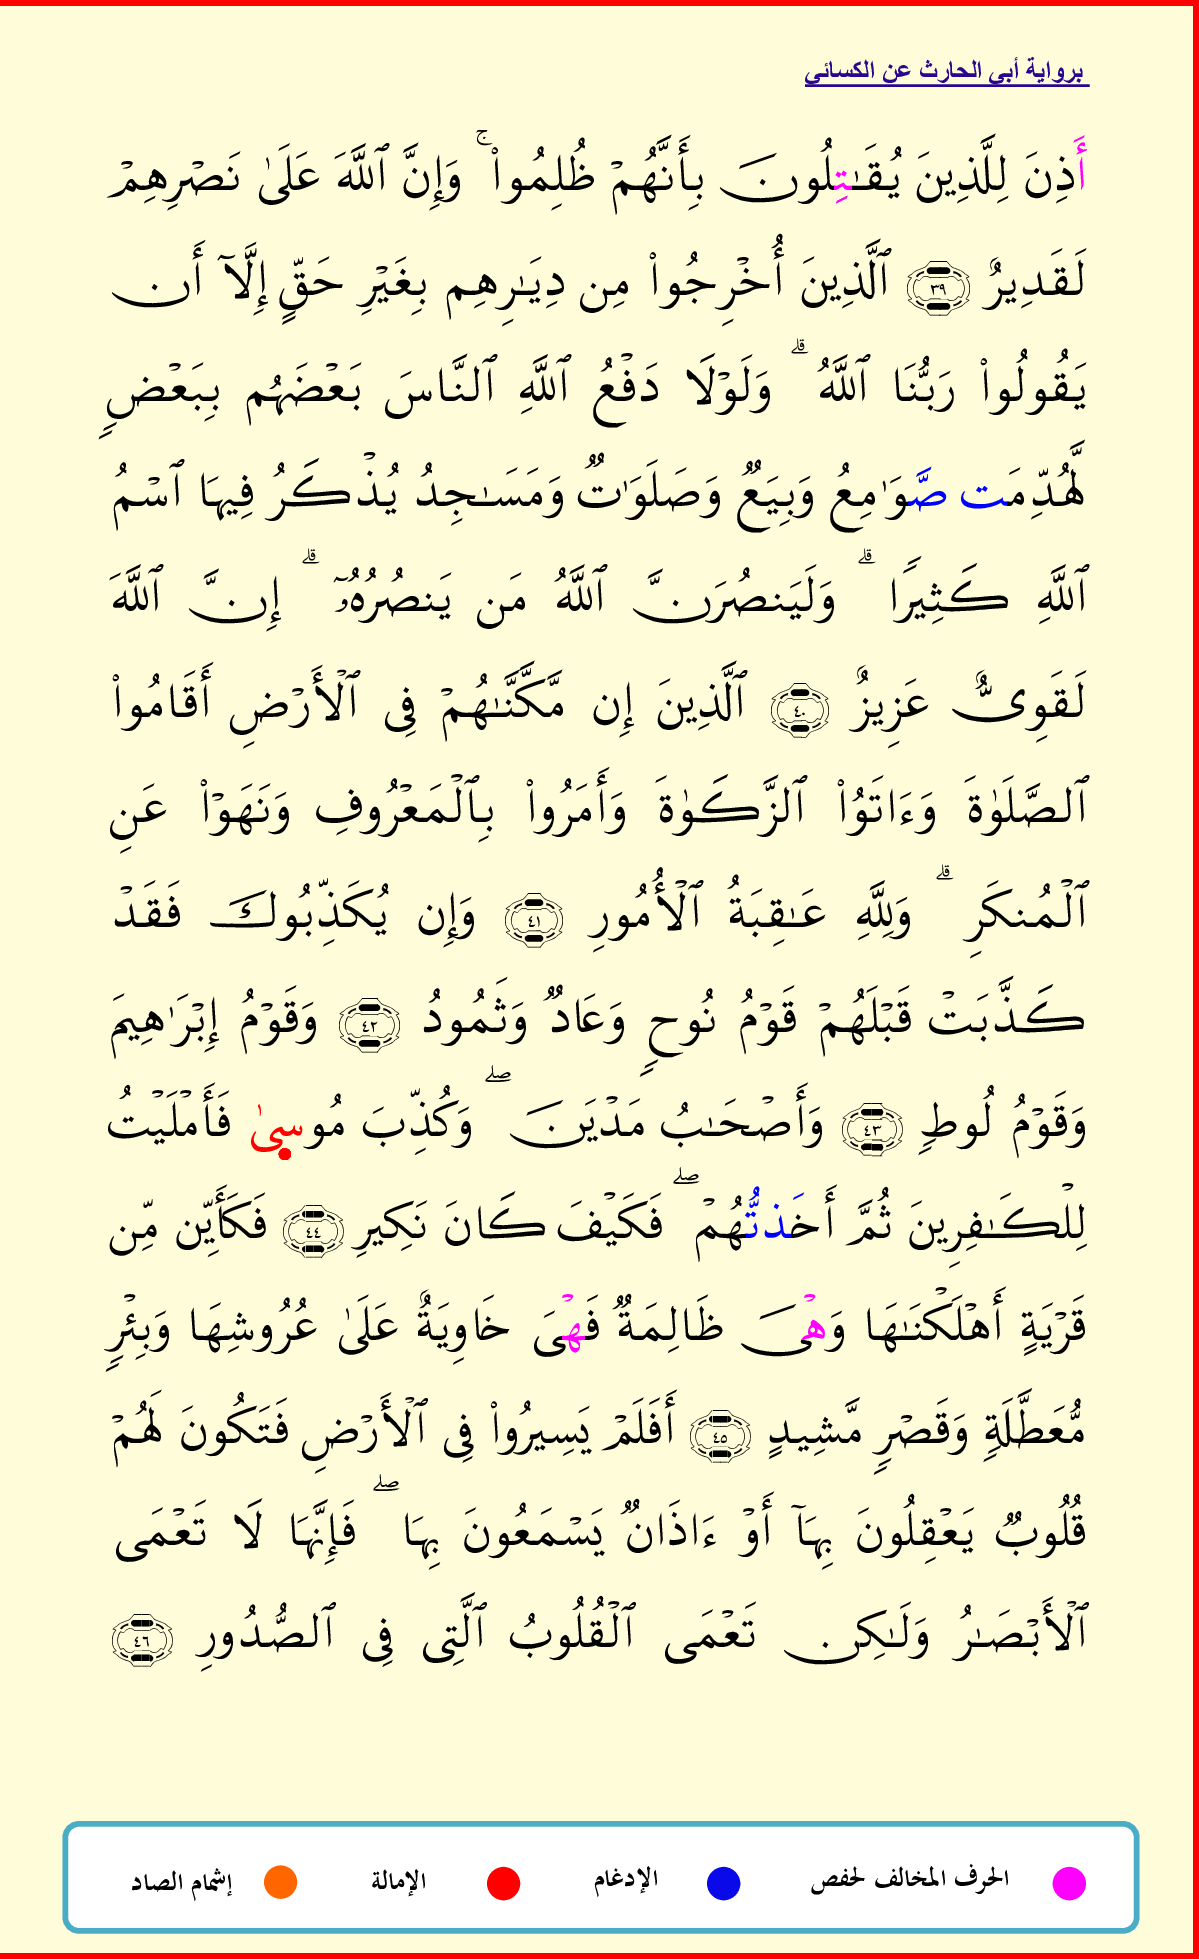 برواية أبي الحارث عن الكسائي
أَذِنَ لِلَّذِينَ يُقَـٰتِلُونَ بِأَنَّهُمْ ظُلِمُوا۟ ۚ وَإِنَّ ٱللَّهَ عَلَىٰ نَصْرِهِمْ
لَقَدِيرٌ ٣٩ ٱلَّذِينَ أُخْرِجُوا۟ مِن دِيَـٰرِهِم بِغَيْرِ حَقٍّ إِلَّآ أَن
يَقُولُوا۟ رَبُّنَا ٱللَّهُ ۗ وَلَوْلَا دَفْعُ ٱللَّهِ ٱلنَّاسَ بَعْضَهُم بِبَعْضٍ
لَّهُدِّمَت صَّوَٰمِعُ وَبِيَعٌ وَصَلَوَٰتٌ وَمَسَـٰجِدُ يُذْكَرُ فِيهَا ٱسْمُ
ٱللَّهِ كَثِيرًا ۗ وَلَيَنصُرَنَّ ٱللَّهُ مَن يَنصُرُهُۥٓ ۗ إِنَّ ٱللَّهَ
لَقَوِىٌّ عَزِيزٌ ٤٠ ٱلَّذِينَ إِن مَّكَّنَّـٰهُمْ فِى ٱلْأَرْضِ أَقَامُوا۟
ٱلصَّلَوٰةَ وَءَاتَوُا۟ ٱلزَّكَوٰةَ وَأَمَرُوا۟ بِٱلْمَعْرُوفِ وَنَهَوْا۟ عَنِ
ٱلْمُنكَرِ ۗ وَلِلَّهِ عَـٰقِبَةُ ٱلْأُمُورِ ٤١ وَإِن يُكَذِّبُوكَ فَقَدْ
كَذَّبَتْ قَبْلَهُمْ قَوْمُ نُوحٍ وَعَادٌ وَثَمُودُ ٤٢ وَقَوْمُ إِبْرَٰهِيمَ
وَقَوْمُ لُوطٍ ٤٣ وَأَصْحَـٰبُ مَدْيَنَ ۖ وَكُذِّبَ مُوسىٰ فَأَمْلَيْتُ
لِلْكَـٰفِرِينَ ثُمَّ أَخَذتُّهُمْ ۖ فَكَيْفَ كَانَ نَكِيرِ ٤٤ فَكَأَيِّن مِّن
قَرْيَةٍ أَهْلَكْنَـٰهَا وَهْىَ ظَالِمَةٌ فَهْىَ خَاوِيَةٌ عَلَىٰ عُرُوشِهَا وَبِئْرٍ
مُّعَطَّلَةٍ وَقَصْرٍ مَّشِيدٍ ٤٥ أَفَلَمْ يَسِيرُوا۟ فِى ٱلْأَرْضِ فَتَكُونَ لَهُمْ
قُلُوبٌ يَعْقِلُونَ بِهَآ أَوْ ءَاذَانٌ يَسْمَعُونَ بِهَا ۖ فَإِنَّهَا لَا تَعْمَى
ٱلْأَبْصَـٰرُ وَلَـٰكِن تَعْمَى ٱلْقُلُوبُ ٱلَّتِى فِى ٱلصُّدُورِ ٤٦
الحرف المخالف لحفص الإدغام الإمالة إشمام الصاد